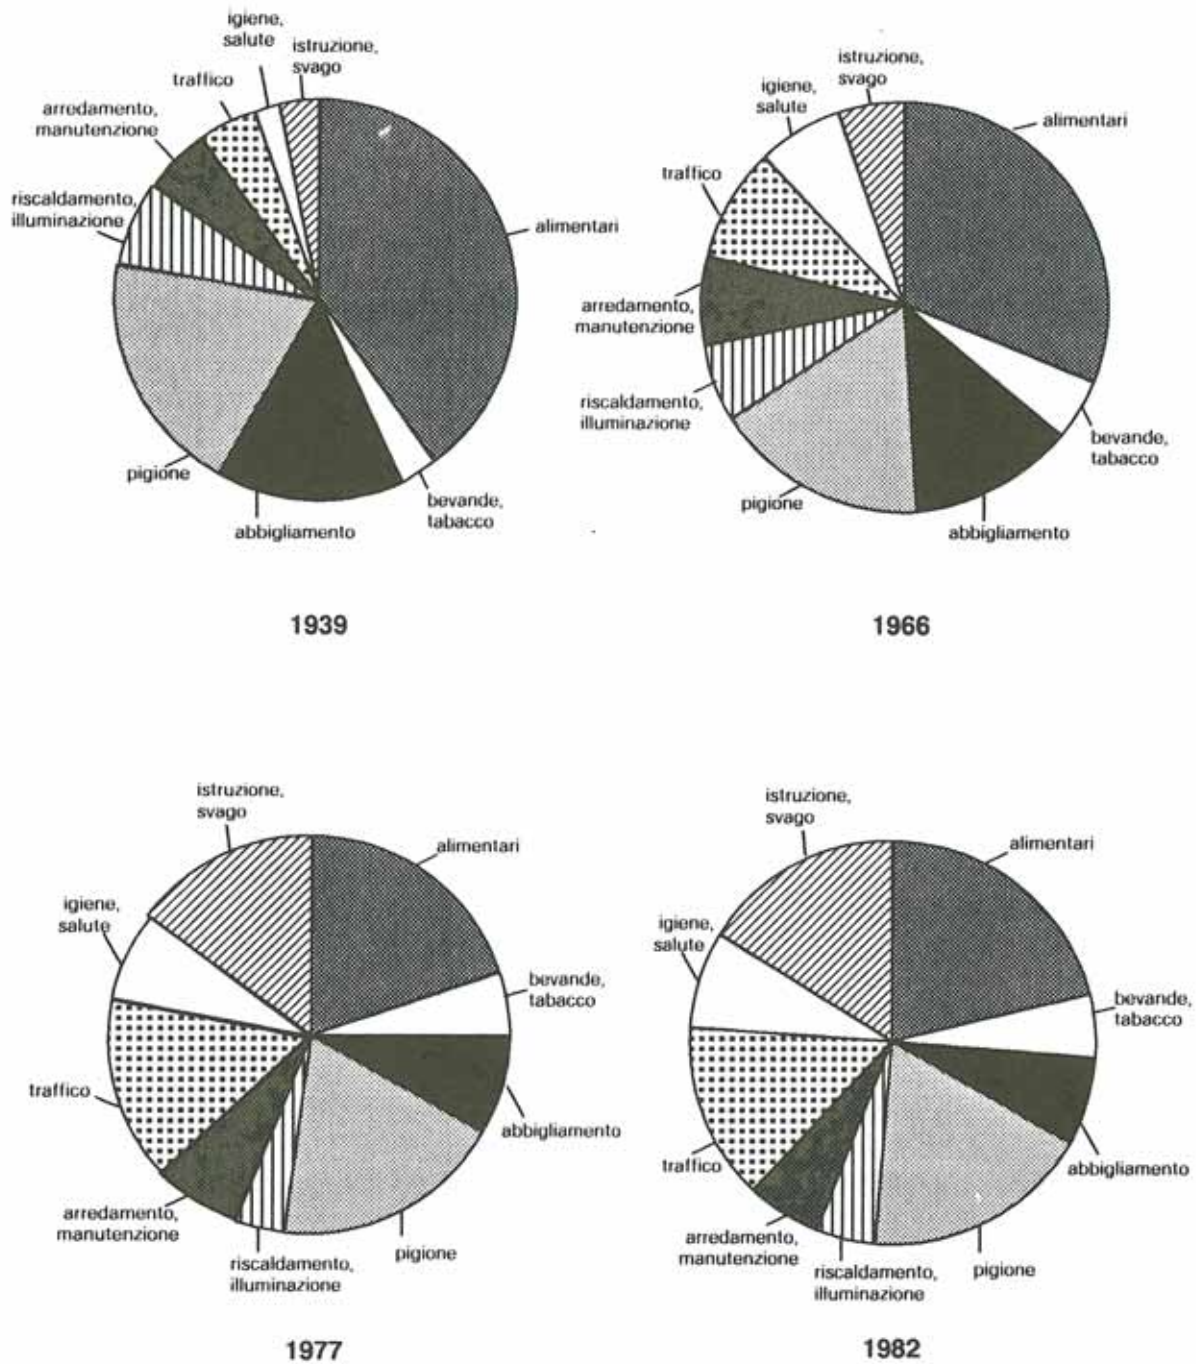 igiene,
salute
istruzione,
svago
traffico
arredamento,
manutenzione
riscaldamento,
illuminazione
alimentari
pigione
abbigliamento
bevande,
tabacco
1939
istruzione,
svago
igiene,
salute
alimentari
traffico
arredamento,
manutenzione
riscaldamento,
illuminazione
bevande,
tabacco
pigione
abbigliamento
1966
istruzione,
svago
alimentari
igiene,
salute
bevande,
tabacco
traffico
abbigliamento
arredamento,
manutenzione
pigione
riscaldamento,
illuminazione
1977
istruzione,
svago
alimentari
igiene,
salute
bevande,
tabacco
traffico
abbigliamento
arredamento,
manutenzione
pigione
riscaldamento,
illuminazione
1982